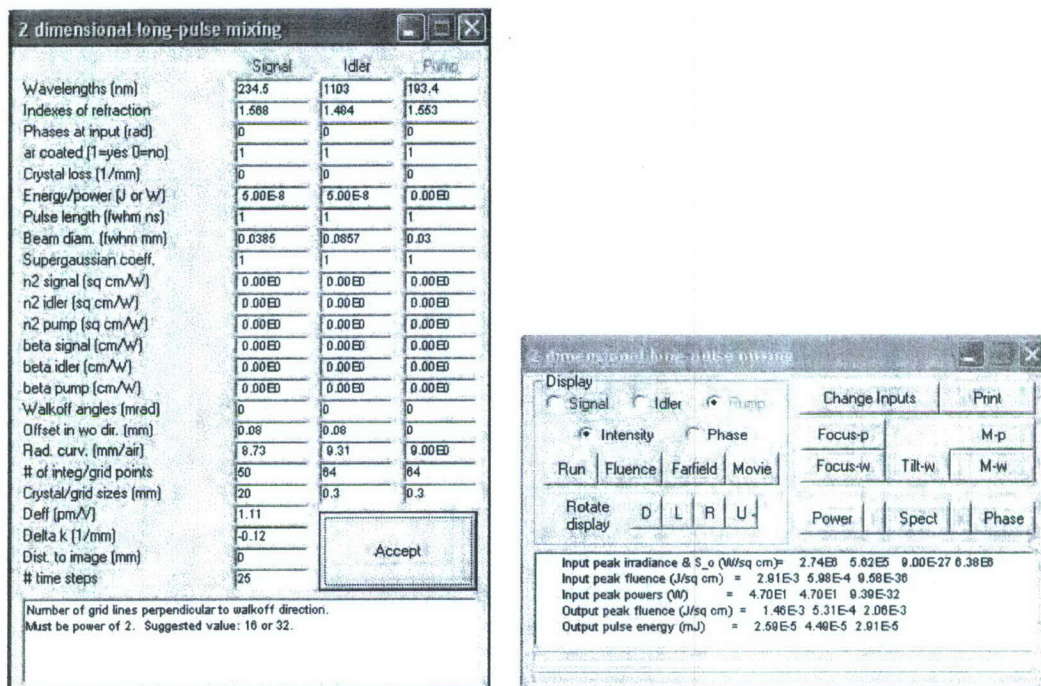 2 dimensional long-pulse mixing
Signal Idler Pump
Wavelengths (nm) 234.5 1103 193.4
Indexes of refraction 1.568 1.484 1.553
Phases at input (rad) 0 0 0
ar coated (1=yes 0=no) 1 1 1
Crystal loss (1/mm) 0 0 0
Energy/power (J or W) 5.00E-8 5.00E-8 0.00E0
Pulse length (fwhm ns) 1 1 1
Beam diam. (fwhm mm) 0.0385 0.0857 0.03
Supergaussian coeff. 1 1 1
n2 signal (sq cm/W) 0.00E0 0.00E0 0.00E0
n2 idler (sq cm/W) 0.00E0 0.00E0 0.00E0
n2 pump (sq cm/W) 0.00E0 0.00E0 0.00E0
beta signal (cm/W) 0.00E0 0.00E0 0.00E0
beta idler (cm/W) 0.00E0 0.00E0 0.00E0
beta pump (cm/W) 0.00E0 0.00E0 0.00E0
Walkoff angles (mrad) 0 0 0
Offset in wo dir. (mm) 0.08 0.08 0
Rad. curv. (mm/air) 8.73 9.31 9.00E0
# of integ/grid points 50 64 64
Crystal/grid sizes (mm) 20 0.3 0.3
Deff (pm/V) 1.11
Delta k (1/mm) -0.12
Dist. to image (mm) 0
# time steps 25
Accept
Number of grid lines perpendicular to walkoff direction.
Must be power of 2. Suggested value: 16 or 32.
2 dimensional long-pulse mixing
Display
Signal Idler Pump
Intensity Phase
Run Fluence Farfield Movie
Rotate display D L R U
Change Inputs Print
Focus-p M-p
Focus-w Tilt-w M-w
Power Spect Phase
Input peak irradiance & S_o (W/sq cm)= 2.74E6 5.62E5 9.00E-27 6.38E6
Input peak fluence (J/sq cm) = 2.91E-3 5.98E-4 9.58E-36
Input peak powers (W) = 4.70E1 4.70E1 9.39E-32
Output peak fluence (J/sq cm) = 1.46E-3 5.31E-4 2.06E-3
Output pulse energy (mJ) = 2.59E-5 4.49E-5 2.91E-5